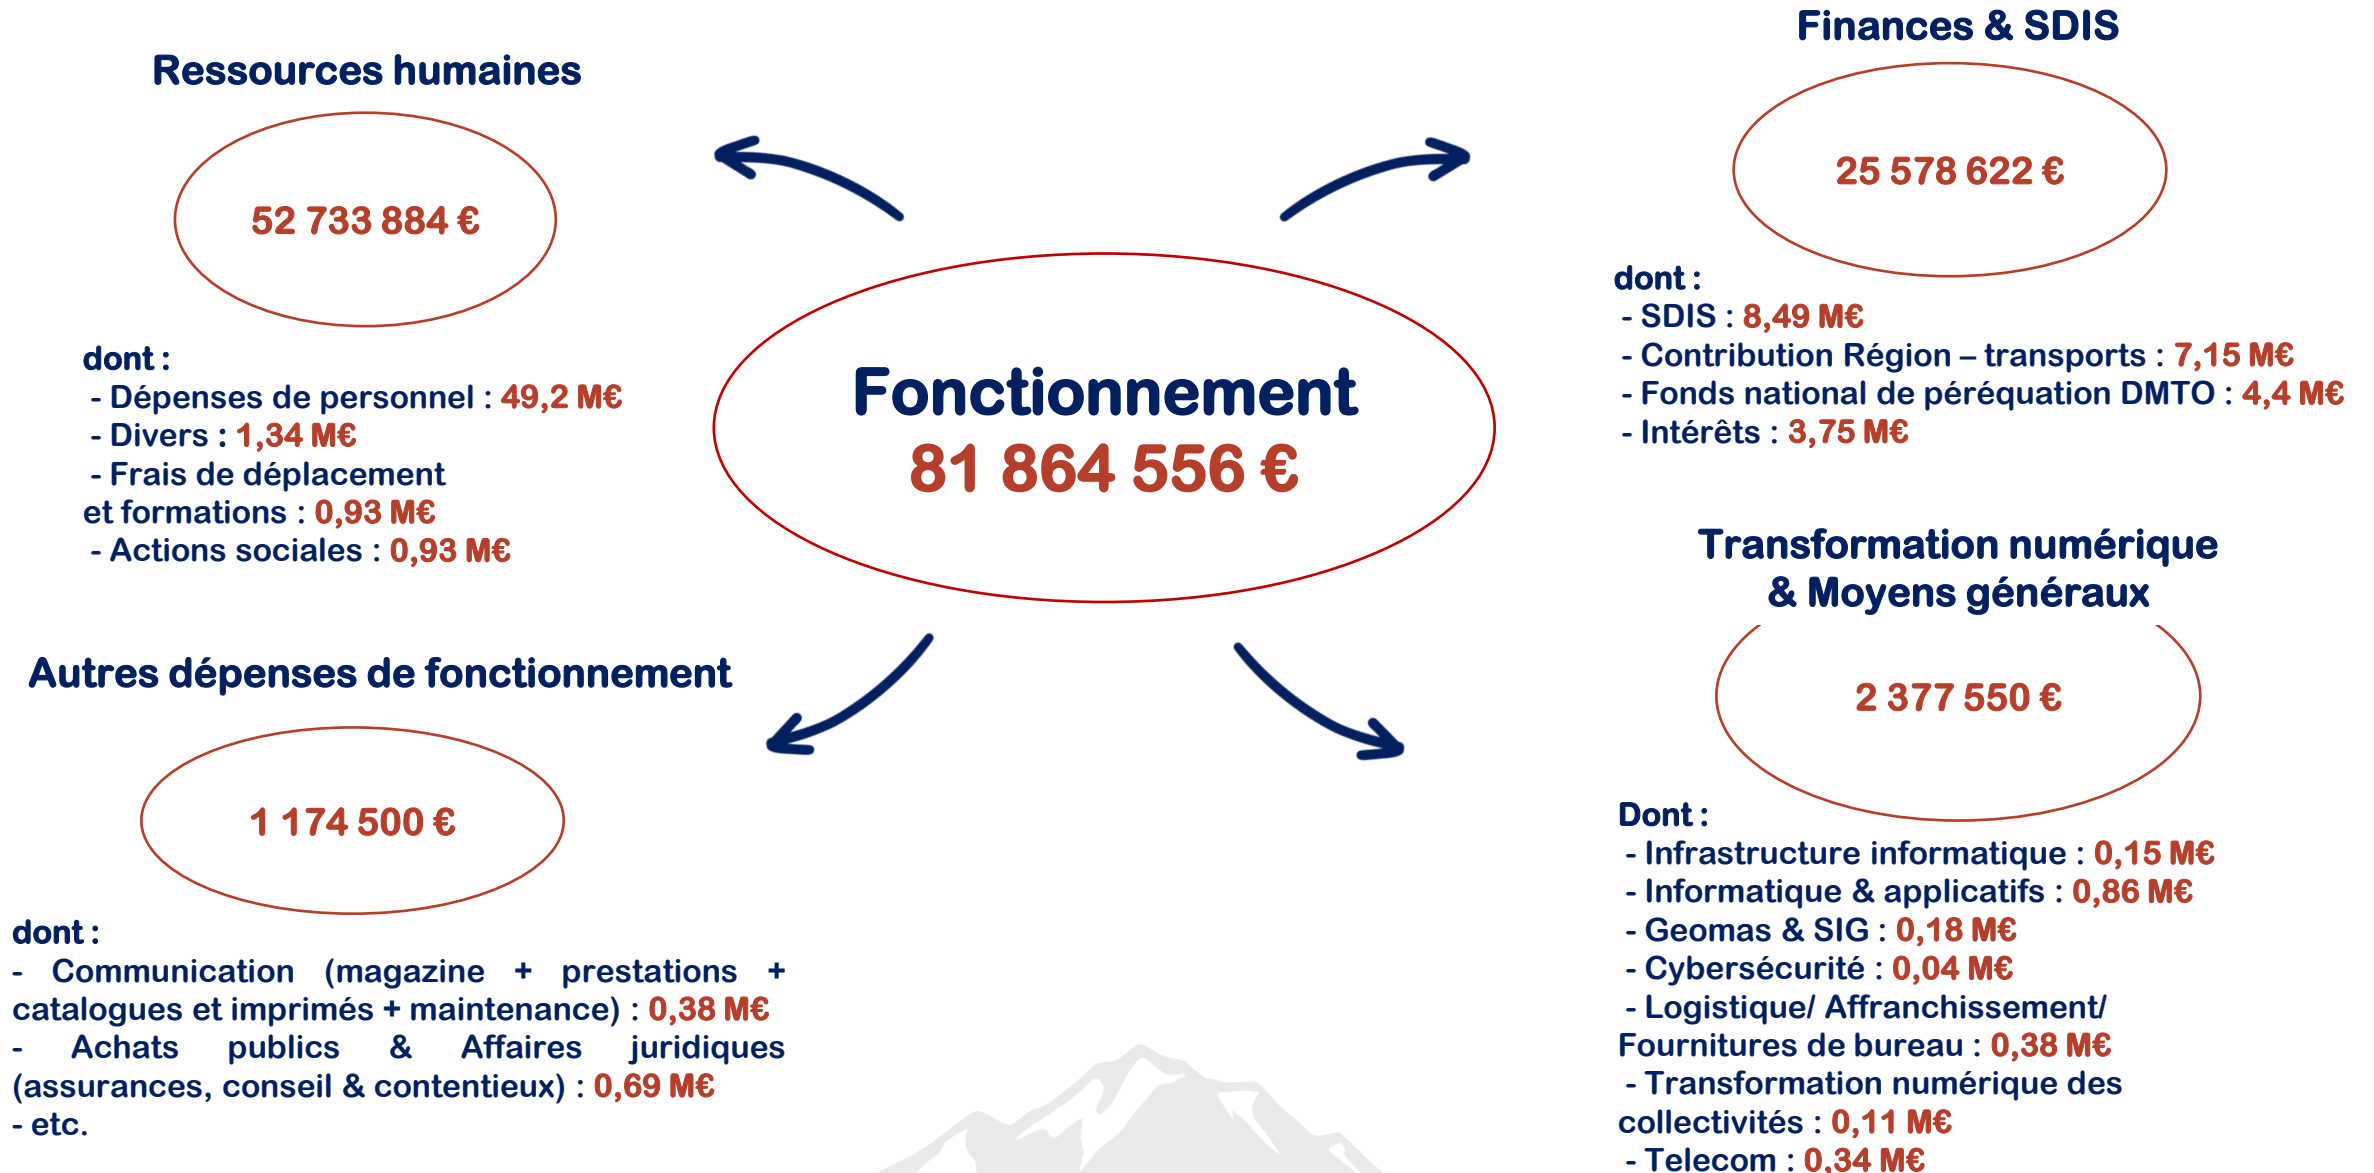 Ressources humaines
52 733 884 €
dont :
- Dépenses de personnel : 49,2 M€
- Divers : 1,34 M€
- Frais de déplacement
et formations : 0,93 M€
- Actions sociales : 0,93 M€
Finances & SDIS
25 578 622 €
dont :
- SDIS : 8,49 M€
- Contribution Région – transports : 7,15 M€
- Fonds national de péréquation DMTO : 4,4 M€
- Intérêts : 3,75 M€
Fonctionnement
81 864 556 €
Autres dépenses de fonctionnement
1 174 500 €
dont :
- Communication (magazine + prestations +
catalogues et imprimés + maintenance) : 0,38 M€
- Achats publics & Affaires juridiques
(assurances, conseil & contentieux) : 0,69 M€
- etc.
Transformation numérique
& Moyens généraux
2 377 550 €
Dont :
- Infrastructure informatique : 0,15 M€
- Informatique & applicatifs : 0,86 M€
- Geomas & SIG : 0,18 M€
- Cybersécurité : 0,04 M€
- Logistique/ Affranchissement/
Fournitures de bureau : 0,38 M€
- Transformation numérique des
collectivités : 0,11 M€
- Telecom : 0,34 M€